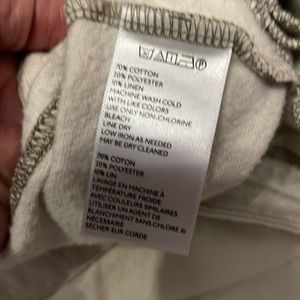 70% COTTON
20% POLYESTER
10% LINEN
MACHINE WASH COLD
WITH LIKE COLORS
USE ONLY NON-CHLORINE
BLEACH
LINE DRY
LOW IRON AS NEEDED
MAY BE DRY CLEANED
70% COTON
20% POLYESTER
10% LIN
LAVAGE EN MACHINE À
TEMPÉRATURE FROIDE
AVEC COULEURS SIMILAIRES
UTILISER UN AGENT DE
BLANCHIMENT SANS CHLORE SI
NÉCESSAIRE
SÉCHER SUR CORDE